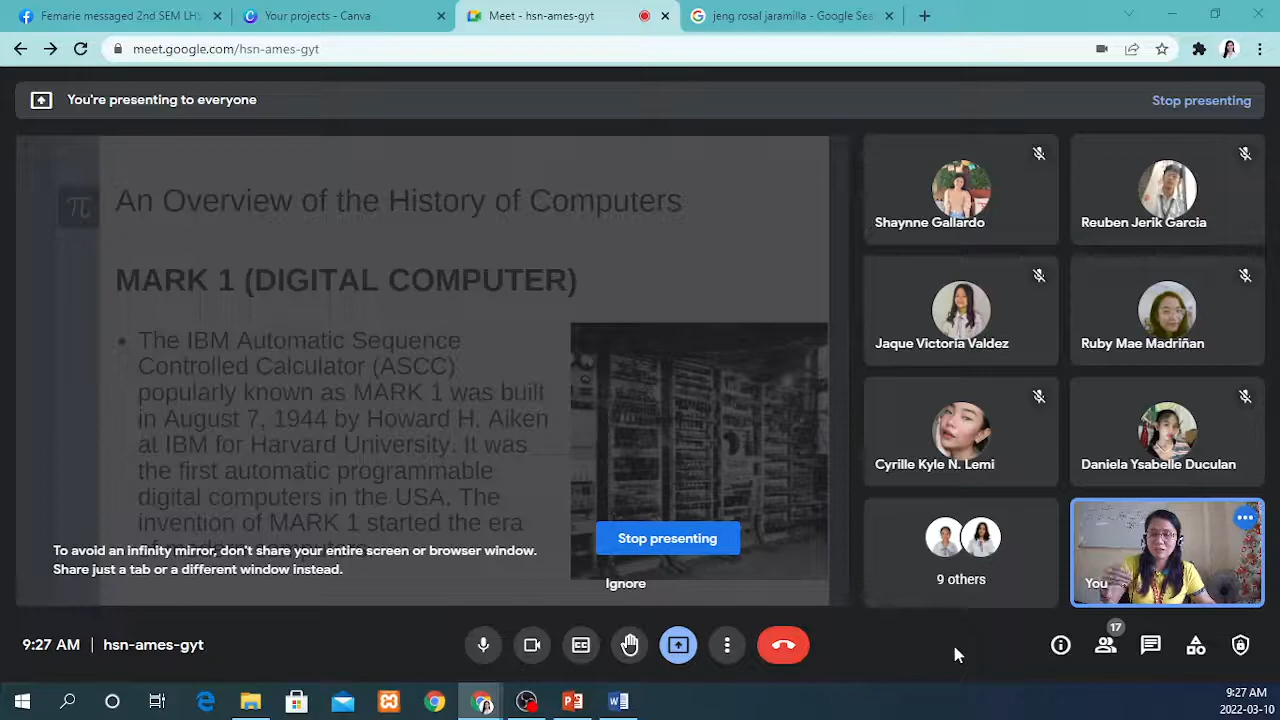 Femarie messaged 2nd SEM LHS
Your projects - Canva
Meet - hsn-ames-gyt
jeng rosal jaramilla - Google Sea
meet.google.com/hsn-ames-gyt
You're presenting to everyone
Stop presenting
π An Overview of the History of Computers
MARK 1 (DIGITAL COMPUTER)
• The IBM Automatic Sequence
Controlled Calculator (ASCC)
popularly known as MARK 1 was built
in August 7, 1944 by Howard H. Aiken
at IBM for Harvard University. It was
the first automatic programmable
digital computers in the USA. The
invention of MARK 1 started the era
of modern computers.
To avoid an infinity mirror, don't share your entire screen or browser window.
Share just a tab or a different window instead.
Stop presenting
Ignore
Shaynne Gallardo
Reuben Jerik Garcia
Jaque Victoria Valdez
Ruby Mae Madriñan
Cyrille Kyle N. Lemi
Daniela Ysabelle Duculan
9 others
You
9:27 AM | hsn-ames-gyt
17
9:27 AM
2022-03-10